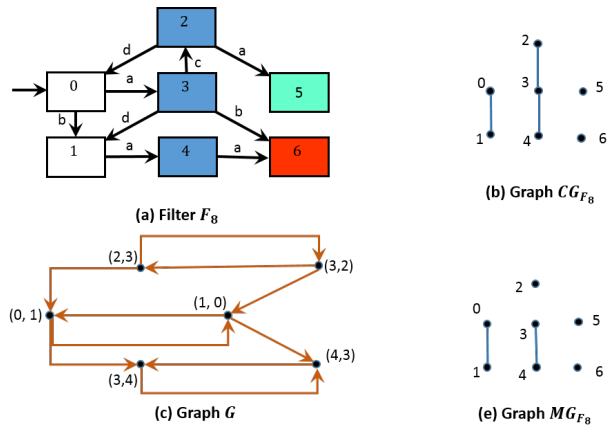 2
d
a
c
0
a
3
5
b
d
b
1
a
4
a
6
(a) Filter F₈
2
0
3
5
1
4
6
(b) Graph CG_F₈
(2,3)
(3,2)
(0, 1)
(1, 0)
(3,4)
(4,3)
(c) Graph G
2
0
3
5
1
4
6
(e) Graph MG_F₈